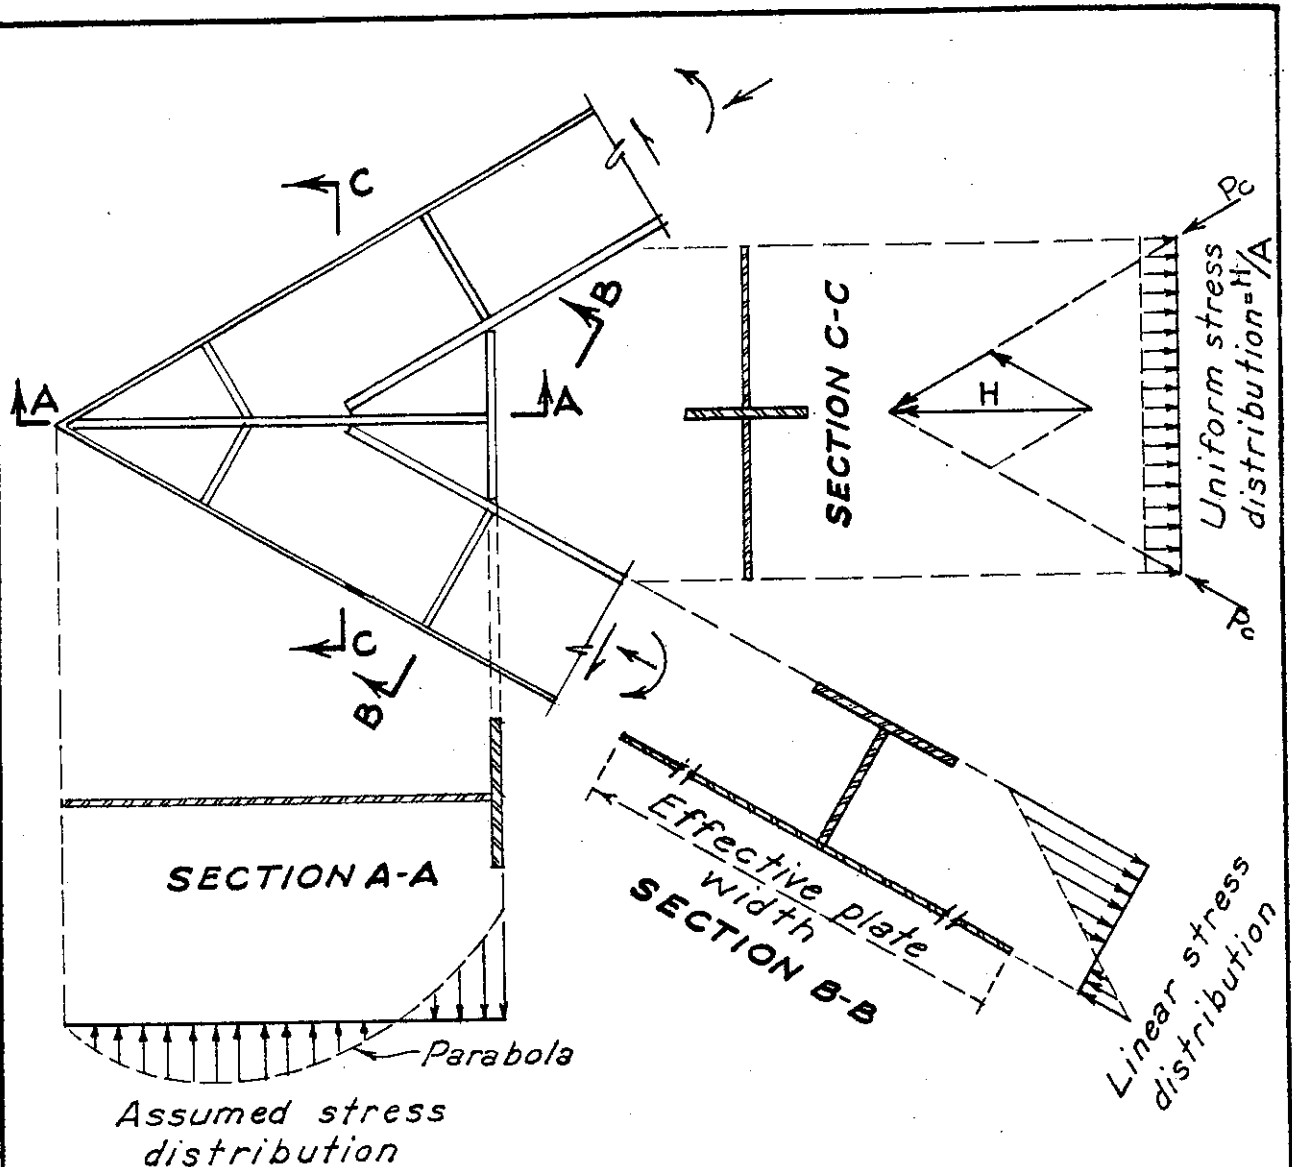 C
B
A
A
C
B
SECTION C-C
H
Pc
Pc
Uniform stress
distribution=H/A
SECTION A-A
Parabola
Assumed stress
distribution
Effective plate
width
SECTION B-B
Linear stress
distribution